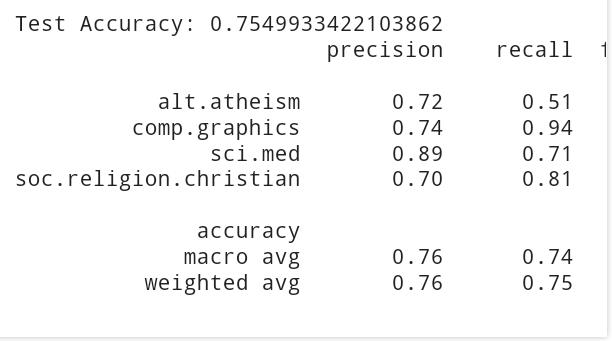 Test Accuracy: 0.7549933422103862
precision recall
alt.atheism 0.72 0.51
comp.graphics 0.74 0.94
sci.med 0.89 0.71
soc.religion.christian 0.70 0.81
accuracy
macro avg 0.76 0.74
weighted avg 0.76 0.75